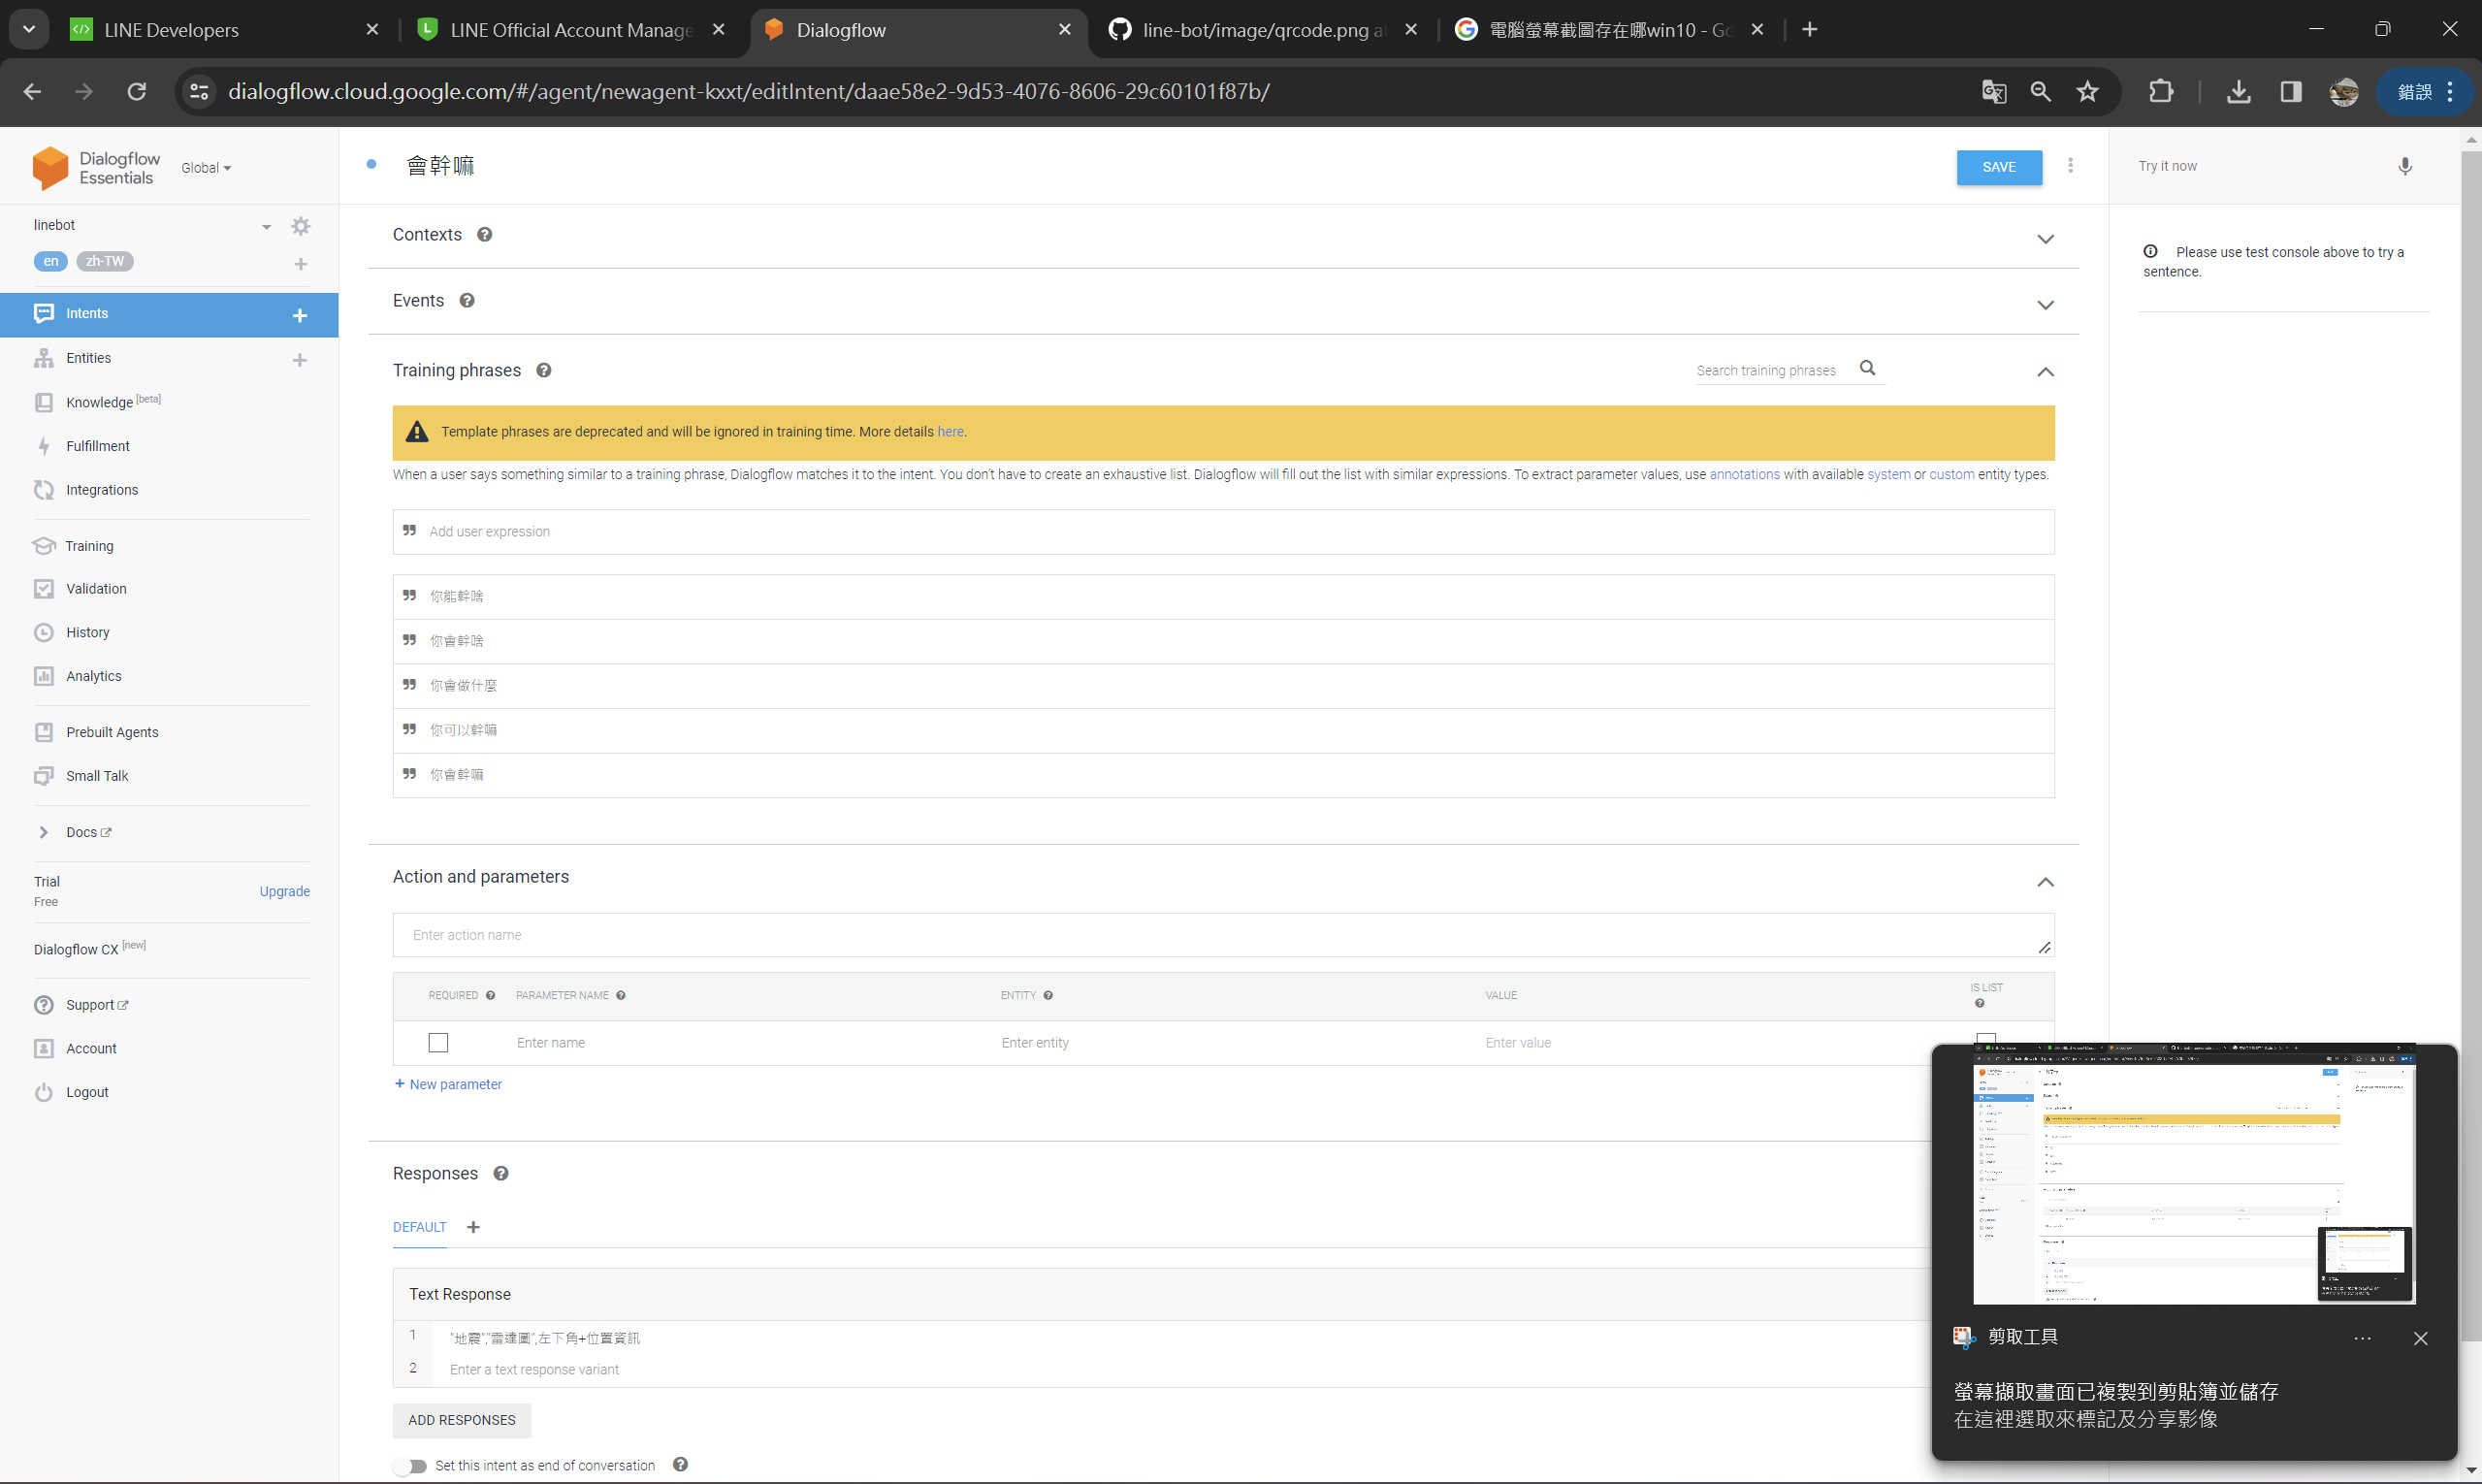 LINE Developers
LINE Official Account Manage
Dialogflow
line-bot/image/qrcode.png a
電腦螢幕截圖存在哪win10 - Go
dialogflow.cloud.google.com/#/agent/newagent-kxxt/editIntent/daae58e2-9d53-4076-8606-29c60101f87b/
錯誤
Dialogflow
Essentials
Global
linebot
en
zh-TW
Intents
Entities
Knowledge [beta]
Fulfillment
Integrations
Training
Validation
History
Analytics
Prebuilt Agents
Small Talk
Docs
Trial
Free
Upgrade
Dialogflow CX [new]
Support
Account
Logout
會幹嘛
SAVE
Contexts
Events
Training phrases
Search training phrases
Template phrases are deprecated and will be ignored in training time. More details here.
When a user says something similar to a training phrase, Dialogflow matches it to the intent. You don't have to create an exhaustive list. Dialogflow will fill out the list with similar expressions. To extract parameter values, use annotations with available system or custom entity types.
Add user expression
你能幹啥
你會幹啥
你會做什麼
你可以幹嘛
你會幹嘛
Action and parameters
Enter action name
REQUIRED
PARAMETER NAME
ENTITY
VALUE
IS LIST
Enter name
Enter entity
Enter value
+ New parameter
Responses
DEFAULT
Text Response
1
"地震","雷達圖",左下角+位置資訊
2
Enter a text response variant
ADD RESPONSES
Set this intent as end of conversation
Try it now
Please use test console above to try a
sentence.
剪取工具
螢幕擷取畫面已複製到剪貼簿並儲存
在這裡選取來標記及分享影像